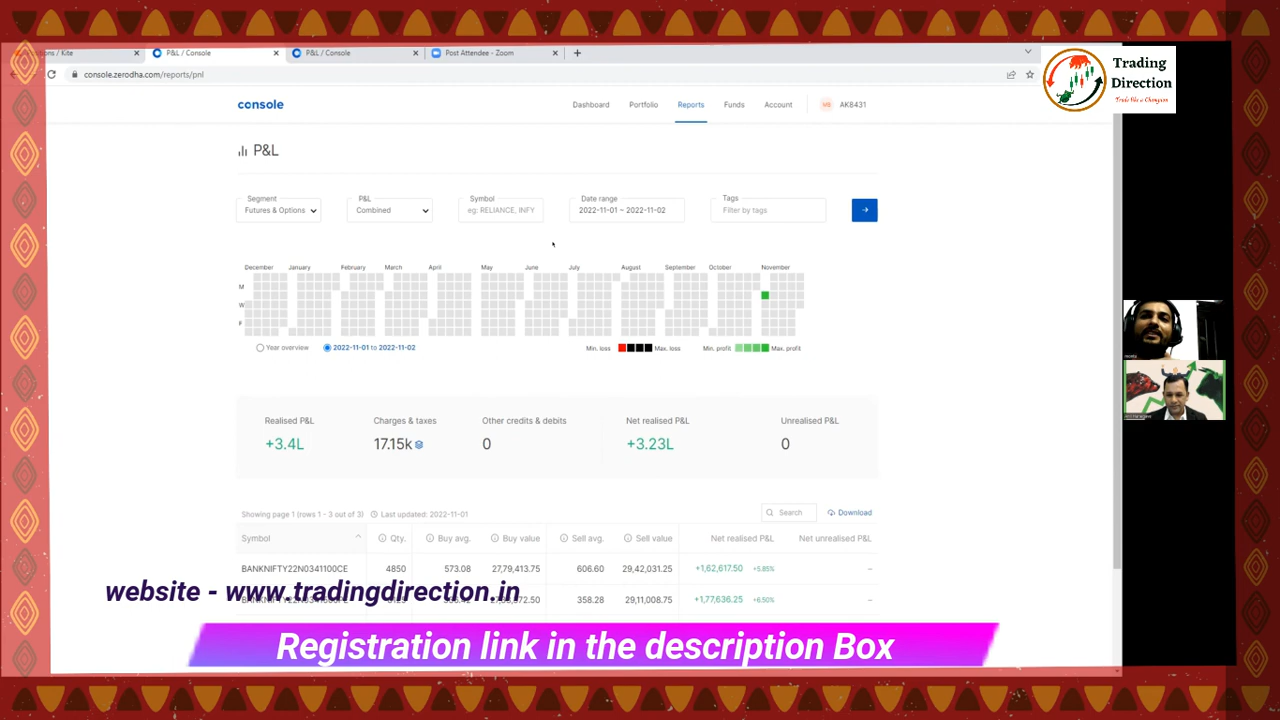 Positions / Kite
P&L / Console
P&L / Console
Post Attendee - Zoom
console.zerodha.com/reports/pnl
Trading
Direction
Trade like a Champion
console
Dashboard Portfolio Reports Funds Account AK8431
P&L
Segment P&L Symbol Date range Tags
Futures & Options Combined eg: RELIANCE, INFY 2022-11-01 ~ 2022-11-02 Filter by tags
December January February March April May June July August September October November
M
W
F
Year overview 2022-11-01 to 2022-11-02 Min. loss Max. loss Min. profit Max. profit
Realised P&L Charges & taxes Other credits & debits Net realised P&L Unrealised P&L
+3.4L 17.15k 0 +3.23L 0
Showing page 1 (rows 1 - 3 out of 3) Last updated: 2022-11-01 Search Download
Symbol Qty. Buy avg. Buy value Sell avg. Sell value Net realised P&L Net unrealised P&L
BANKNIFTY22N0341100CE 4850 573.08 27,79,413.75 606.60 29,42,031.25 +1,62,617.50 +5.85% --
358.28 29,11,008.75 +1,77,636.25 +6.50% --
website - www.tradingdirection.in
Registration link in the description Box